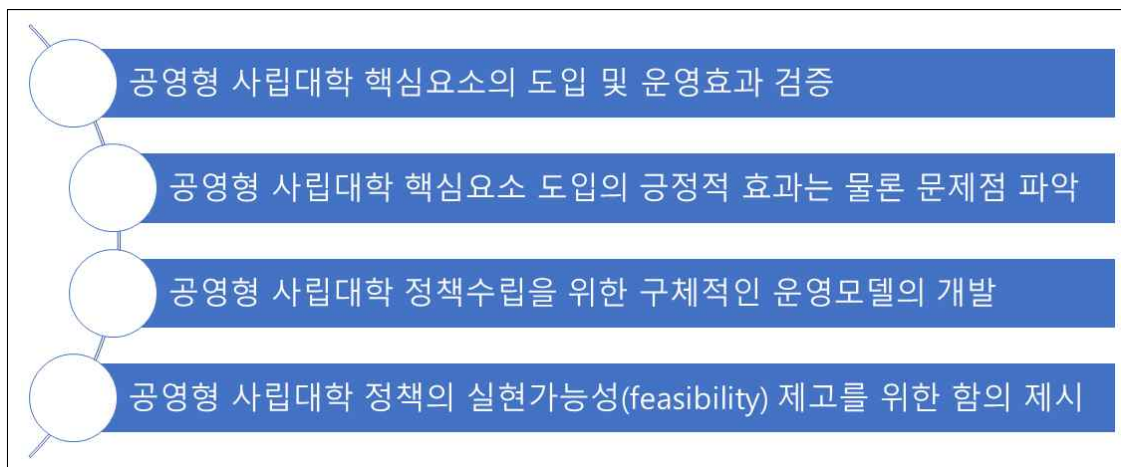 공영형 사립대학 핵심요소의 도입 및 운영효과 검증
공영형 사립대학 핵심요소 도입의 긍정적 효과는 물론 문제점 파악
공영형 사립대학 정책수립을 위한 구체적인 운영모델의 개발
공영형 사립대학 정책의 실현가능성(feasibility) 제고를 위한 함의 제시